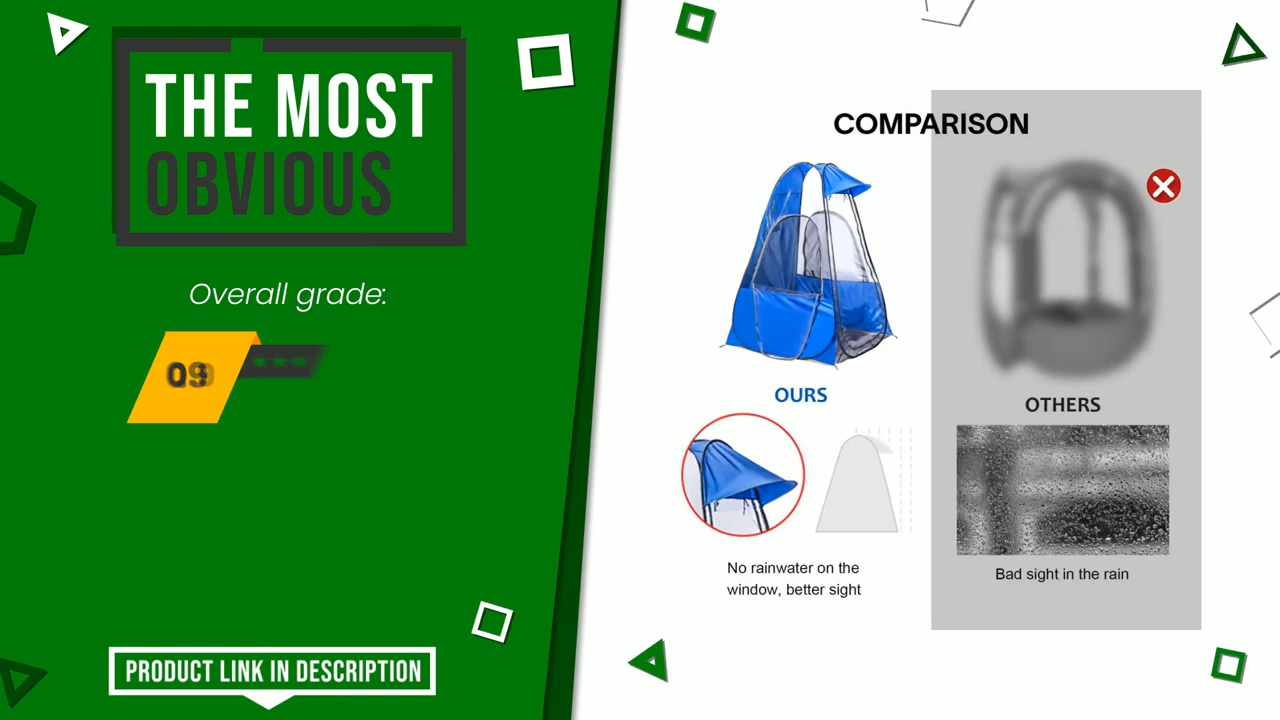 THE MOST
OBVIOUS
Overall grade:
PRODUCT LINK IN DESCRIPTION
COMPARISON
OURS
No rainwater on the
window, better sight
OTHERS
Bad sight in the rain